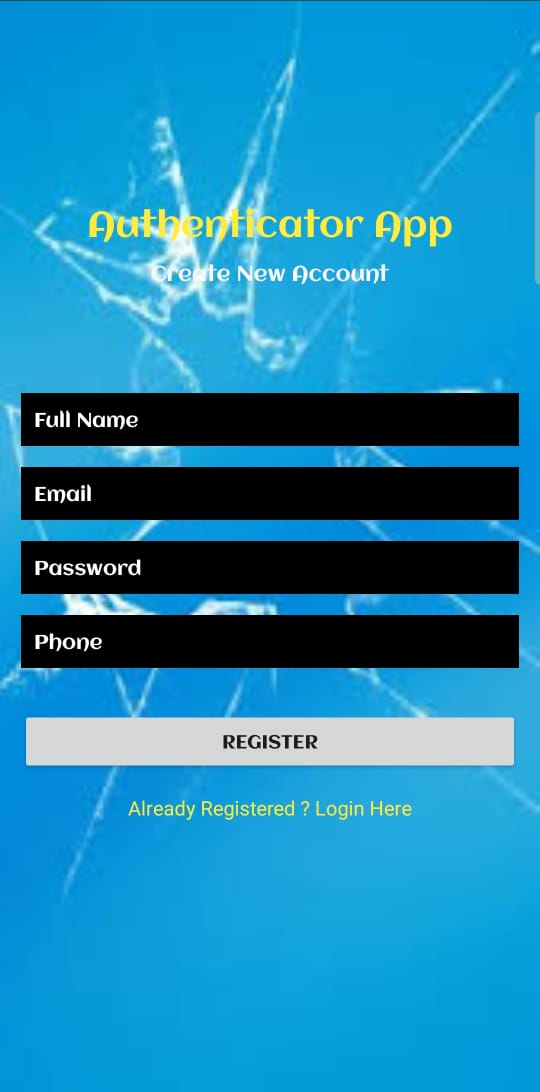 Authenticator App
Create New Account
Full Name
Email
Password
Phone
REGISTER
Already Registered ? Login Here